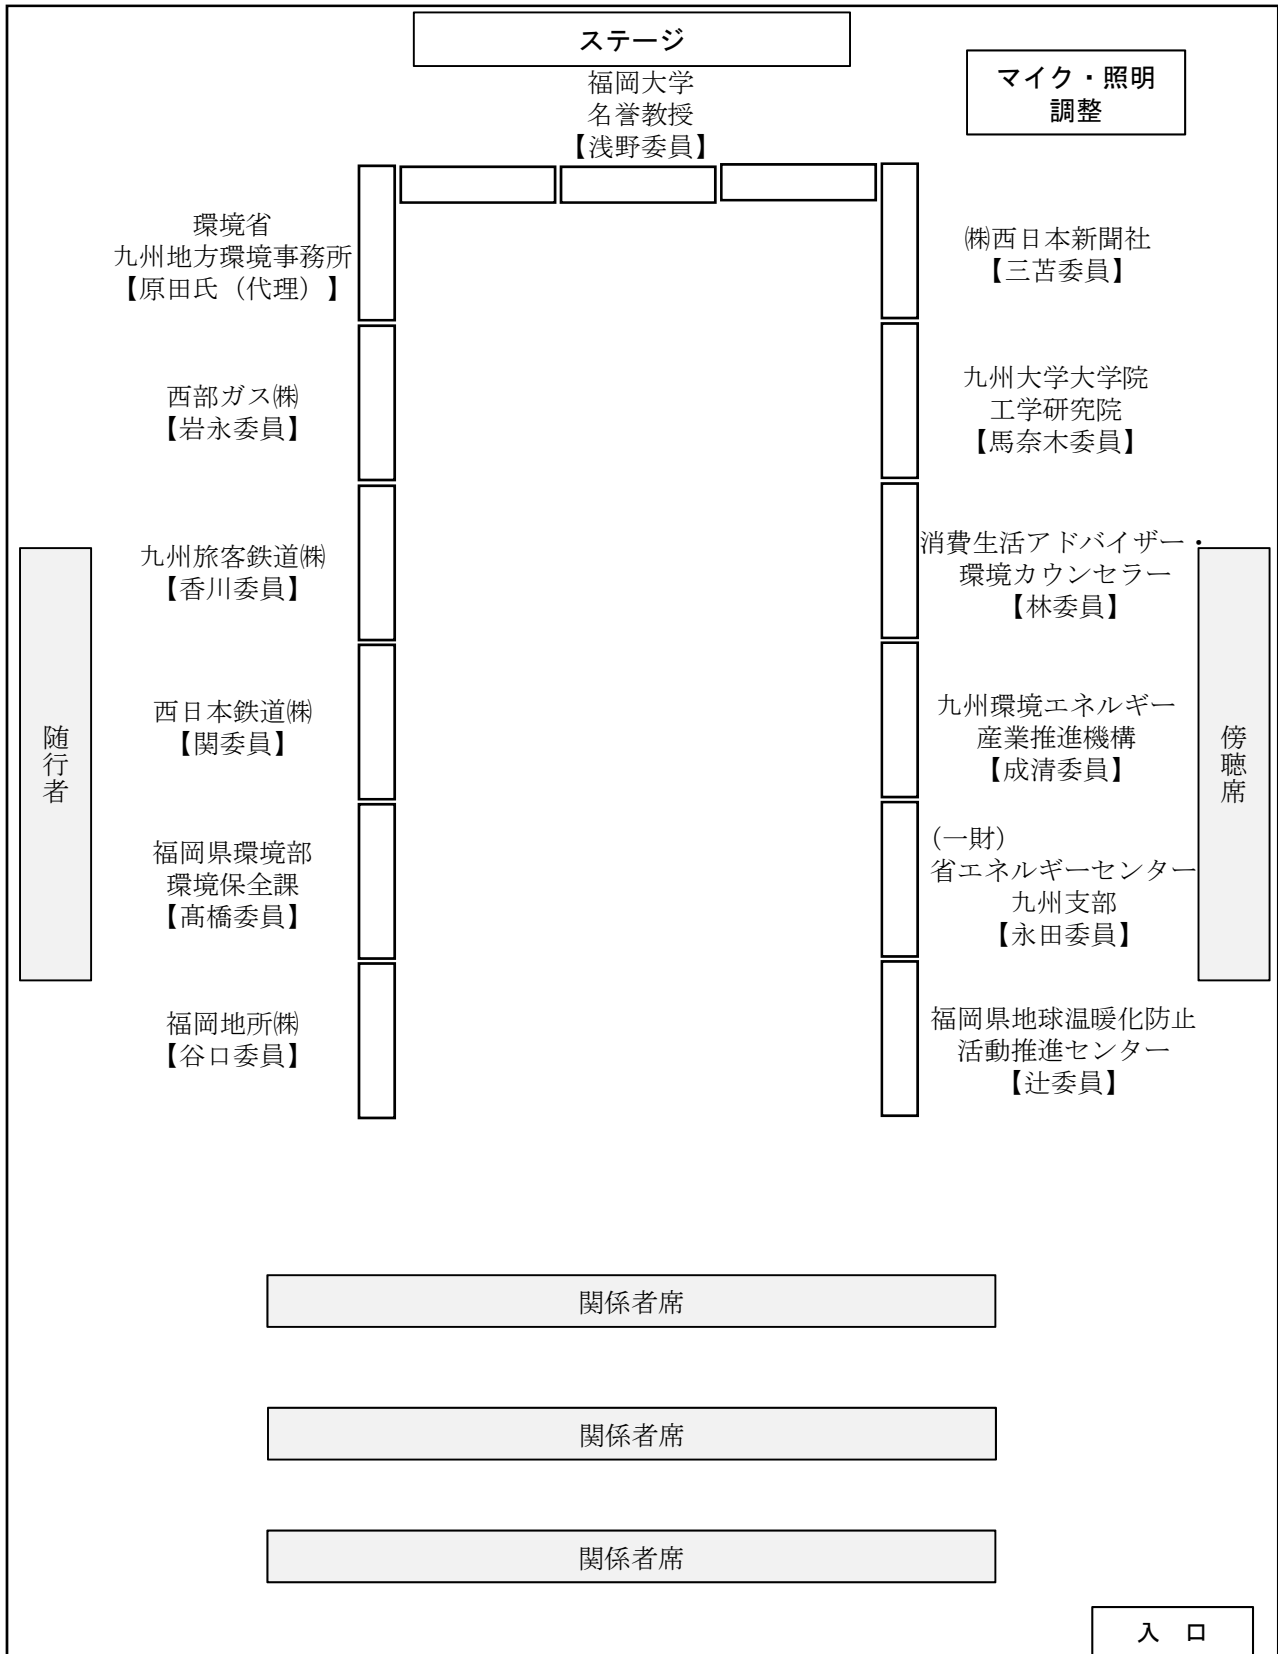 ステージ
マイク・照明
調整
福岡大学
名誉教授
【浅野委員】
環境省
九州地方環境事務所
【原田氏（代理）】
西部ガス㈱
【岩永委員】
九州旅客鉄道㈱
【香川委員】
西日本鉄道㈱
【関委員】
福岡県環境部
環境保全課
【髙橋委員】
福岡地所㈱
【谷口委員】
随行者
㈱西日本新聞社
【三苫委員】
九州大学大学院
工学研究院
【馬奈木委員】
消費生活アドバイザー・
環境カウンセラー
【林委員】
九州環境エネルギー
産業推進機構
【成清委員】
(一財)
省エネルギーセンター
九州支部
【永田委員】
福岡県地球温暖化防止
活動推進センター
【辻委員】
傍聴席
関係者席
関係者席
関係者席
入　口